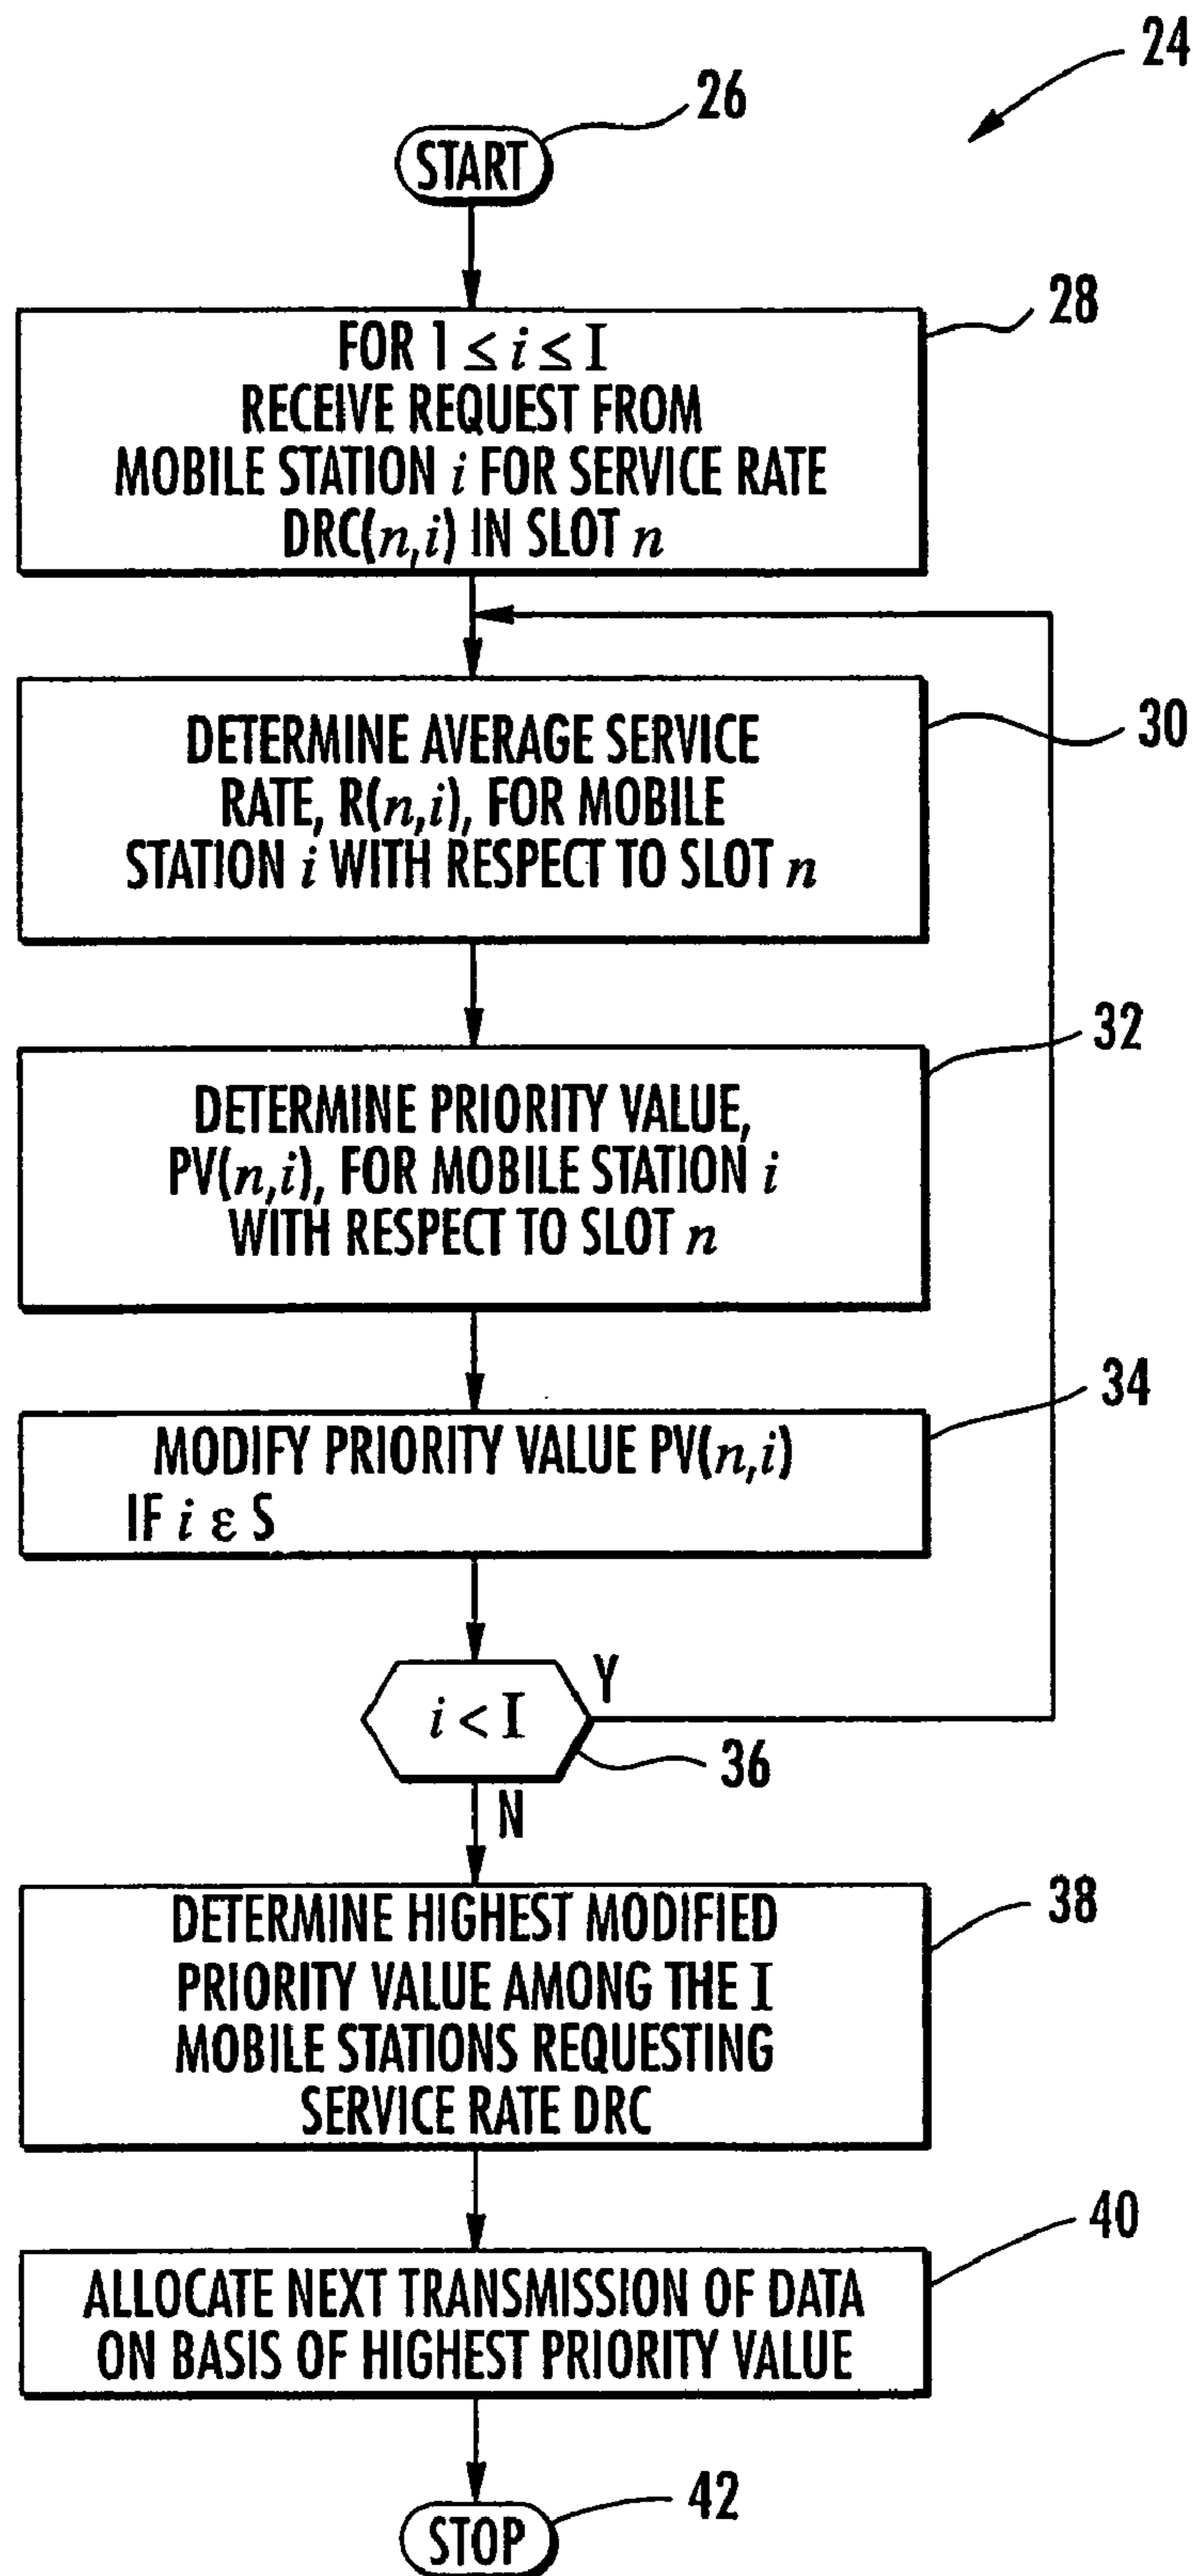 24
26
START
28
FOR 1 ≤ i ≤ I
RECEIVE REQUEST FROM
MOBILE STATION i FOR SERVICE RATE
DRC(n,i) IN SLOT n
30
DETERMINE AVERAGE SERVICE
RATE, R(n,i), FOR MOBILE
STATION i WITH RESPECT TO SLOT n
32
DETERMINE PRIORITY VALUE,
PV(n,i), FOR MOBILE STATION i
WITH RESPECT TO SLOT n
34
MODIFY PRIORITY VALUE PV(n,i)
IF i ε S
Y
i < I
36
N
38
DETERMINE HIGHEST MODIFIED
PRIORITY VALUE AMONG THE I
MOBILE STATIONS REQUESTING
SERVICE RATE DRC
40
ALLOCATE NEXT TRANSMISSION OF DATA
ON BASIS OF HIGHEST PRIORITY VALUE
42
STOP